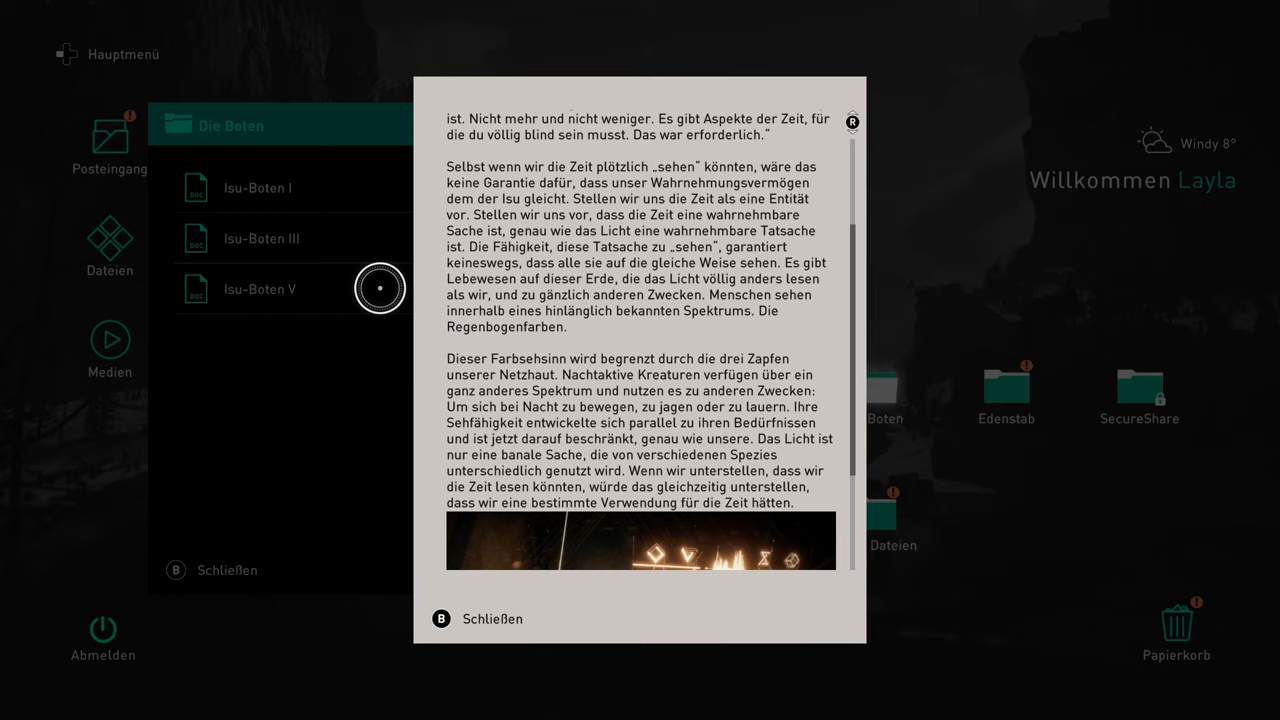 Hauptmenü
Posteingang
Dateien
Medien
Abmelden
Die Boten
DOC
Isu-Boten I
DOC
Isu-Boten III
DOC
Isu-Boten V
B Schließen
ist. Nicht mehr und nicht weniger. Es gibt Aspekte der Zeit, für
die du völlig blind sein musst. Das war erforderlich."
Selbst wenn wir die Zeit plötzlich „sehen" könnten, wäre das
keine Garantie dafür, dass unser Wahrnehmungsvermögen
dem der Isu gleicht. Stellen wir uns die Zeit als eine Entität
vor. Stellen wir uns vor, dass die Zeit eine wahrnehmbare
Sache ist, genau wie das Licht eine wahrnehmbare Tatsache
ist. Die Fähigkeit, diese Tatsache zu „sehen", garantiert
keineswegs, dass alle sie auf die gleiche Weise sehen. Es gibt
Lebewesen auf dieser Erde, die das Licht völlig anders lesen
als wir, und zu gänzlich anderen Zwecken. Menschen sehen
innerhalb eines hinlänglich bekannten Spektrums. Die
Regenbogenfarben.
Dieser Farbsehsinn wird begrenzt durch die drei Zapfen
unserer Netzhaut. Nachtaktive Kreaturen verfügen über ein
ganz anderes Spektrum und nutzen es zu anderen Zwecken:
Um sich bei Nacht zu bewegen, zu jagen oder zu lauern. Ihre
Sehfähigkeit entwickelte sich parallel zu ihren Bedürfnissen
und ist jetzt darauf beschränkt, genau wie unsere. Das Licht ist
nur eine banale Sache, die von verschiedenen Spezies
unterschiedlich genutzt wird. Wenn wir unterstellen, dass wir
die Zeit lesen könnten, würde das gleichzeitig unterstellen,
dass wir eine bestimmte Verwendung für die Zeit hätten.
R
B Schließen
Windy 8°
Willkommen Layla
Boten
Edenstab
SecureShare
Dateien
Papierkorb